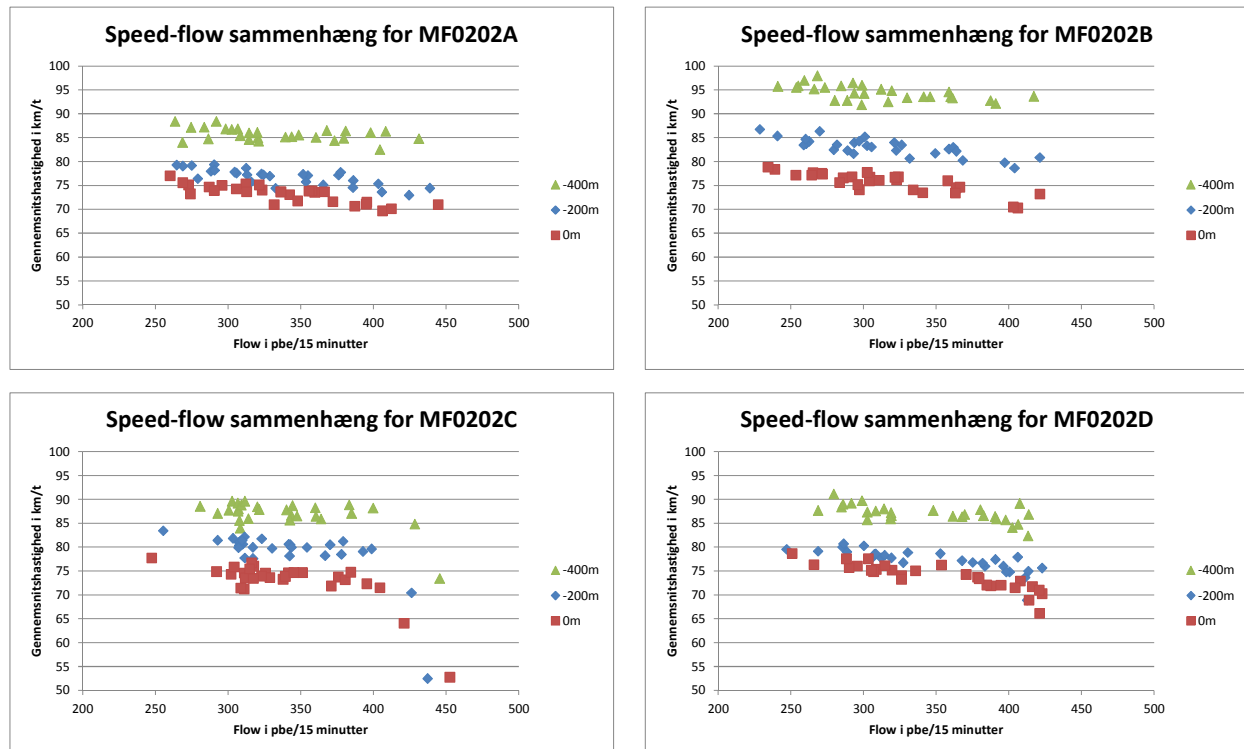 Speed-flow sammenhæng for MF0202A
Gennemsnitshastighed i km/t
100
95
90
85
80
75
70
65
60
55
50
200 250 300 350 400 450 500
Flow i pbe/15 minutter
-400m
-200m
0m
Speed-flow sammenhæng for MF0202B
Gennemsnitshastighed i km/t
100
95
90
85
80
75
70
65
60
55
50
200 250 300 350 400 450 500
Flow i pbe/15 minutter
-400m
-200m
0m
Speed-flow sammenhæng for MF0202C
Gennemsnitshastighed i km/t
100
95
90
85
80
75
70
65
60
55
50
200 250 300 350 400 450 500
Flow i pbe/15 minutter
-400m
-200m
0m
Speed-flow sammenhæng for MF0202D
Gennemsnitshastighed i km/t
100
95
90
85
80
75
70
65
60
55
50
200 250 300 350 400 450 500
Flow i pbe/15 minutter
-400m
-200m
0m